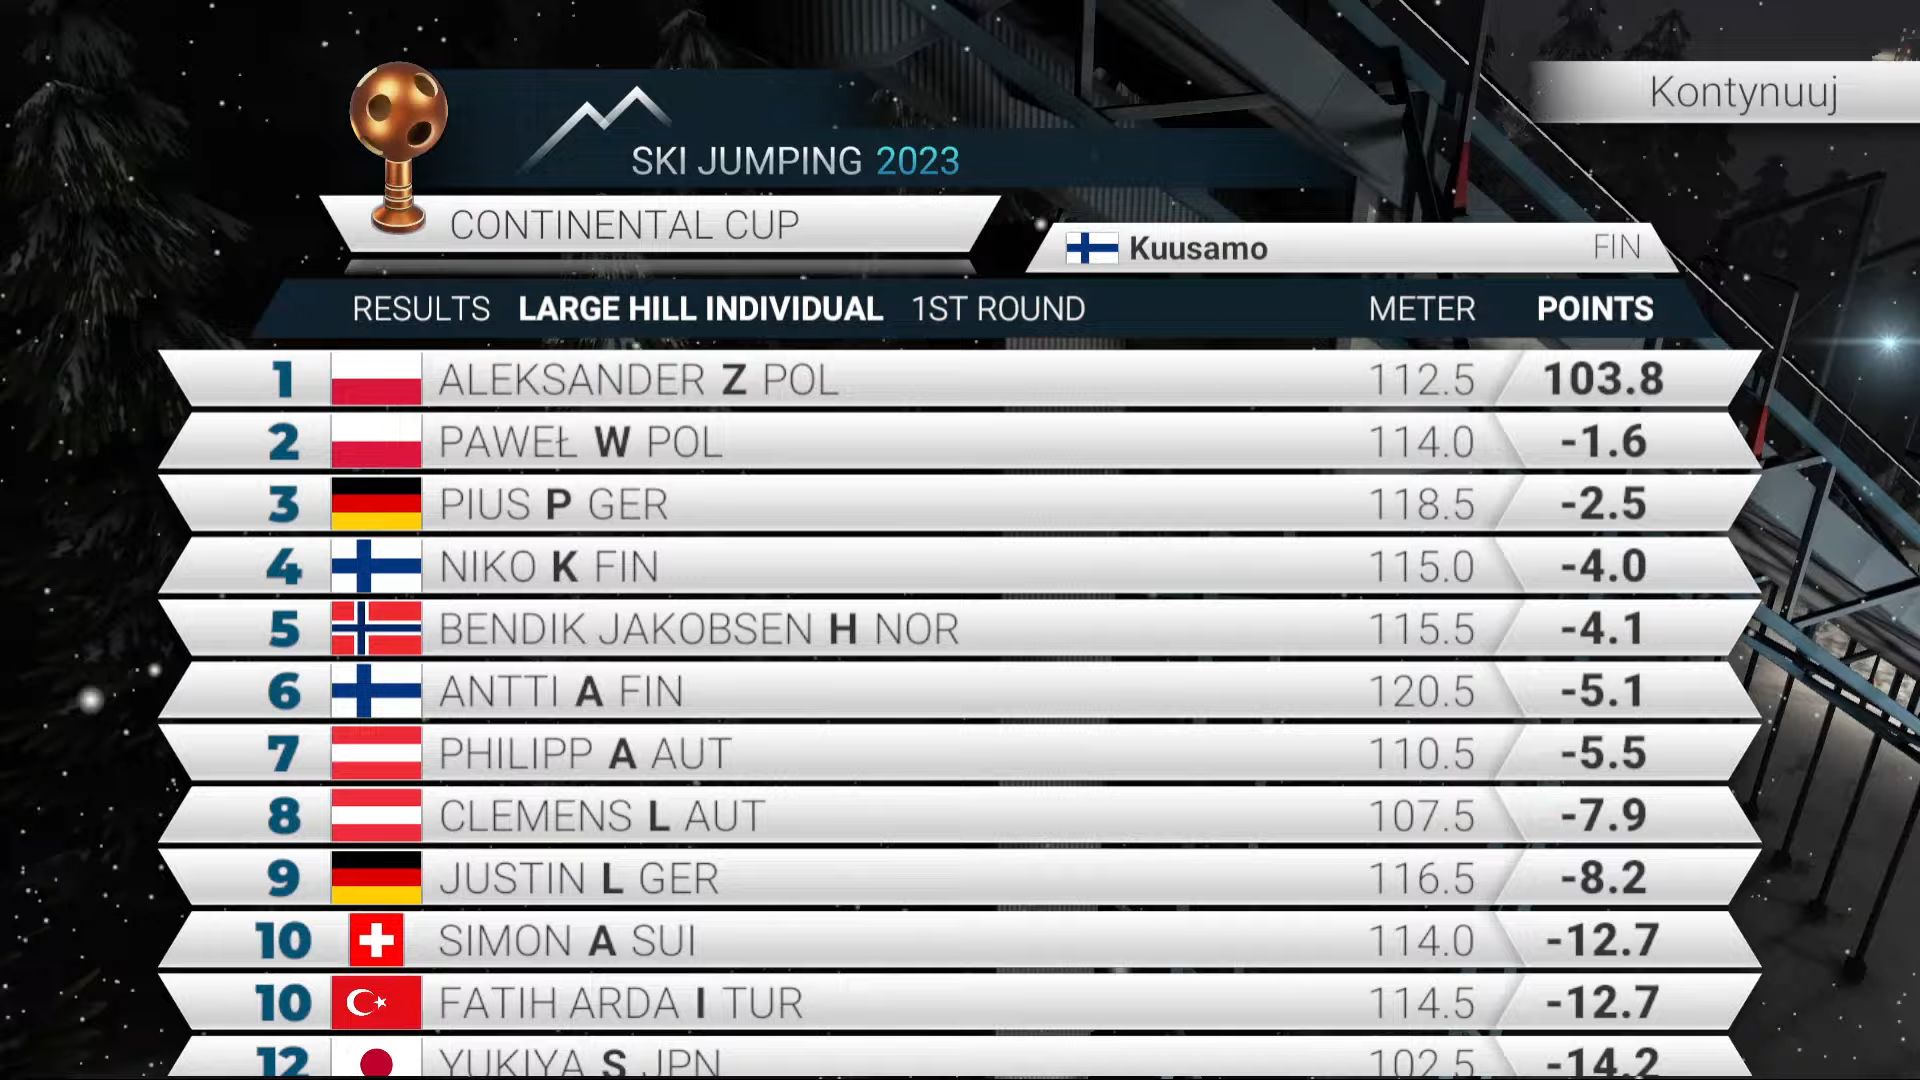 Kontynuuj
SKI JUMPING 2023
CONTINENTAL CUP
Kuusamo FIN
RESULTS LARGE HILL INDIVIDUAL 1ST ROUND METER POINTS
1 ALEKSANDER Z POL 112.5 103.8
2 PAWEŁ W POL 114.0 -1.6
3 PIUS P GER 118.5 -2.5
4 NIKO K FIN 115.0 -4.0
5 BENDIK JAKOBSEN H NOR 115.5 -4.1
6 ANTTI A FIN 120.5 -5.1
7 PHILIPP A AUT 110.5 -5.5
8 CLEMENS L AUT 107.5 -7.9
9 JUSTIN L GER 116.5 -8.2
10 SIMON A SUI 114.0 -12.7
10 FATIH ARDA I TUR 114.5 -12.7
12 YUKIYA S JPN 102.5 -14.2